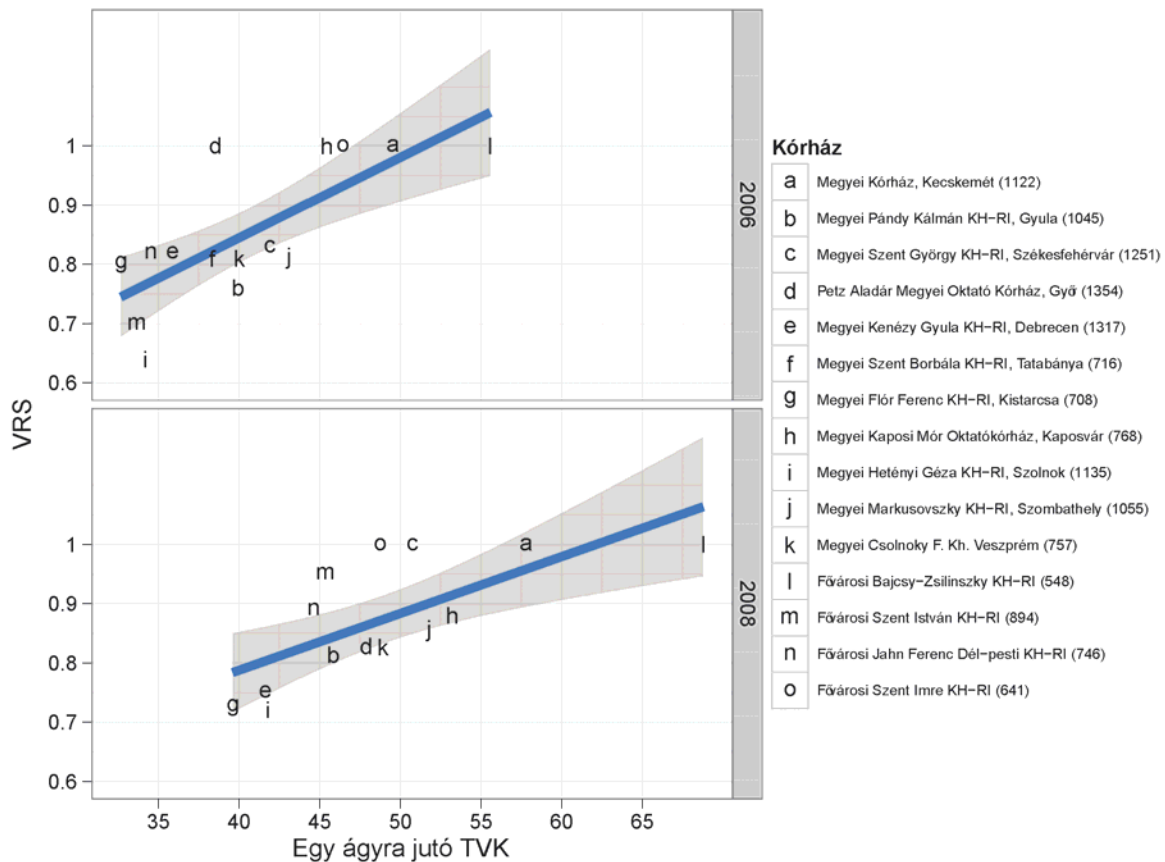 VRS
1
0.9
0.8
0.7
0.6
d
h
o
a
l
g
n
e
f
k
c
j
b
m
i
2006
1
0.9
0.8
0.7
0.6
o
c
a
l
m
n
h
j
b
d
k
g
e
i
2008
35 40 45 50 55 60 65
Egy ágyra jutó TVK
Kórház
a Megyei Kórház, Kecskemét (1122)
b Megyei Pándy Kálmán KH-RI, Gyula (1045)
c Megyei Szent György KH-RI, Székesfehérvár (1251)
d Petz Aladár Megyei Oktató Kórház, Győr (1354)
e Megyei Kenézy Gyula KH-RI, Debrecen (1317)
f Megyei Szent Borbála KH-RI, Tatabánya (716)
g Megyei Flór Ferenc KH-RI, Kistarcsa (708)
h Megyei Kaposi Mór Oktatókórház, Kaposvár (768)
i Megyei Hetényi Géza KH-RI, Szolnok (1135)
j Megyei Markusovszky KH-RI, Szombathely (1055)
k Megyei Csolnoky F. Kh. Veszprém (757)
l Fővárosi Bajcsy-Zsilinszky KH-RI (548)
m Fővárosi Szent István KH-RI (894)
n Fővárosi Jahn Ferenc Dél-pesti KH-RI (746)
o Fővárosi Szent Imre KH-RI (641)